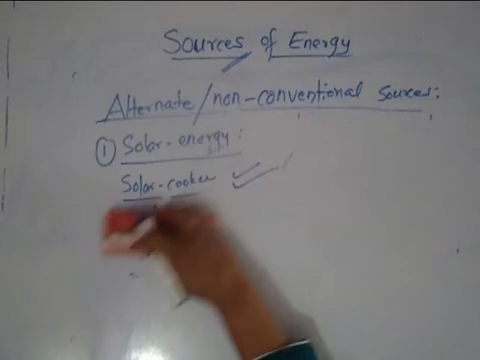 Sources of Energy
Alternate/non-conventional sources:
① Solar-energy:
Solar-cooker